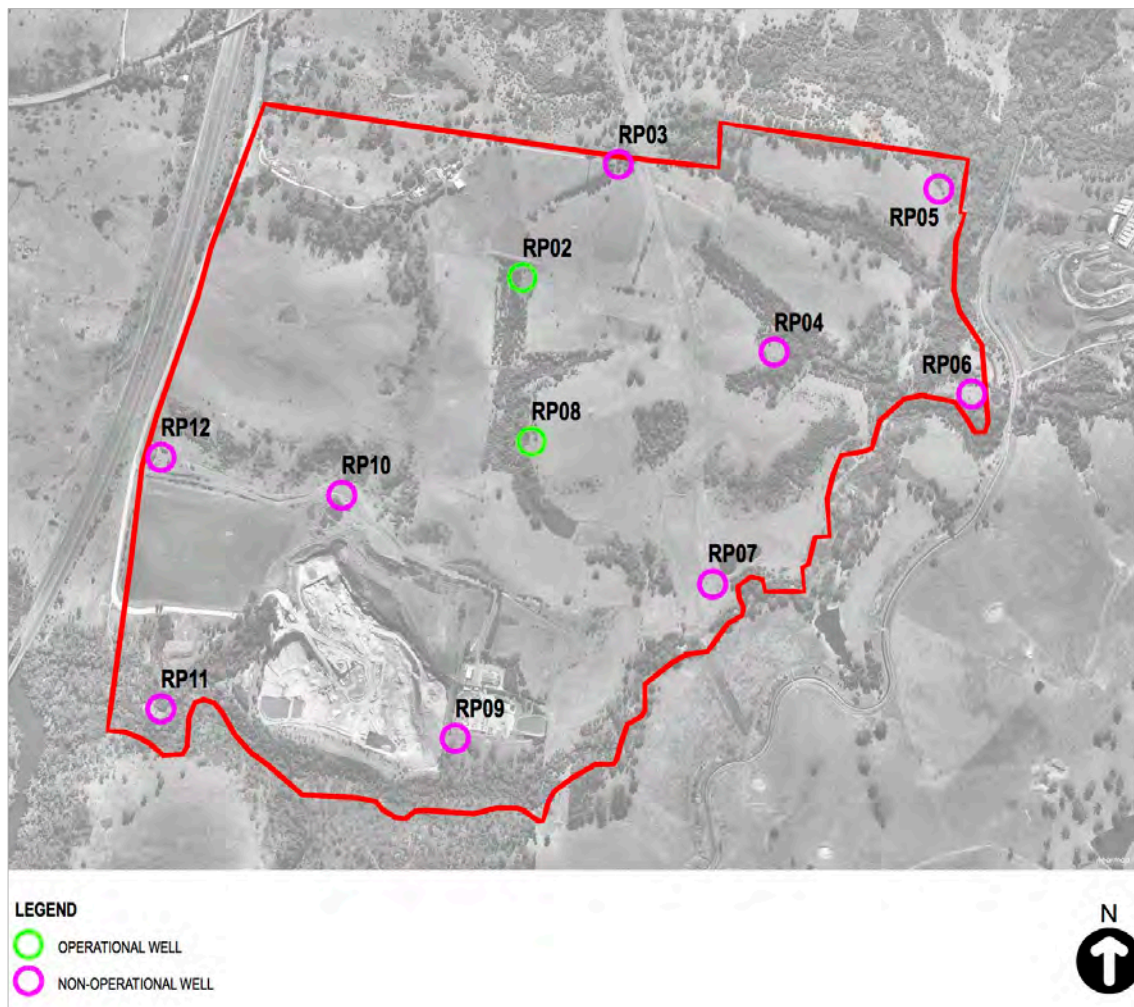 RP03
RP05
RP02
RP04
RP06
RP08
RP12
RP10
RP07
RP11
RP09
LEGEND
OPERATIONAL WELL
NON-OPERATIONAL WELL
N